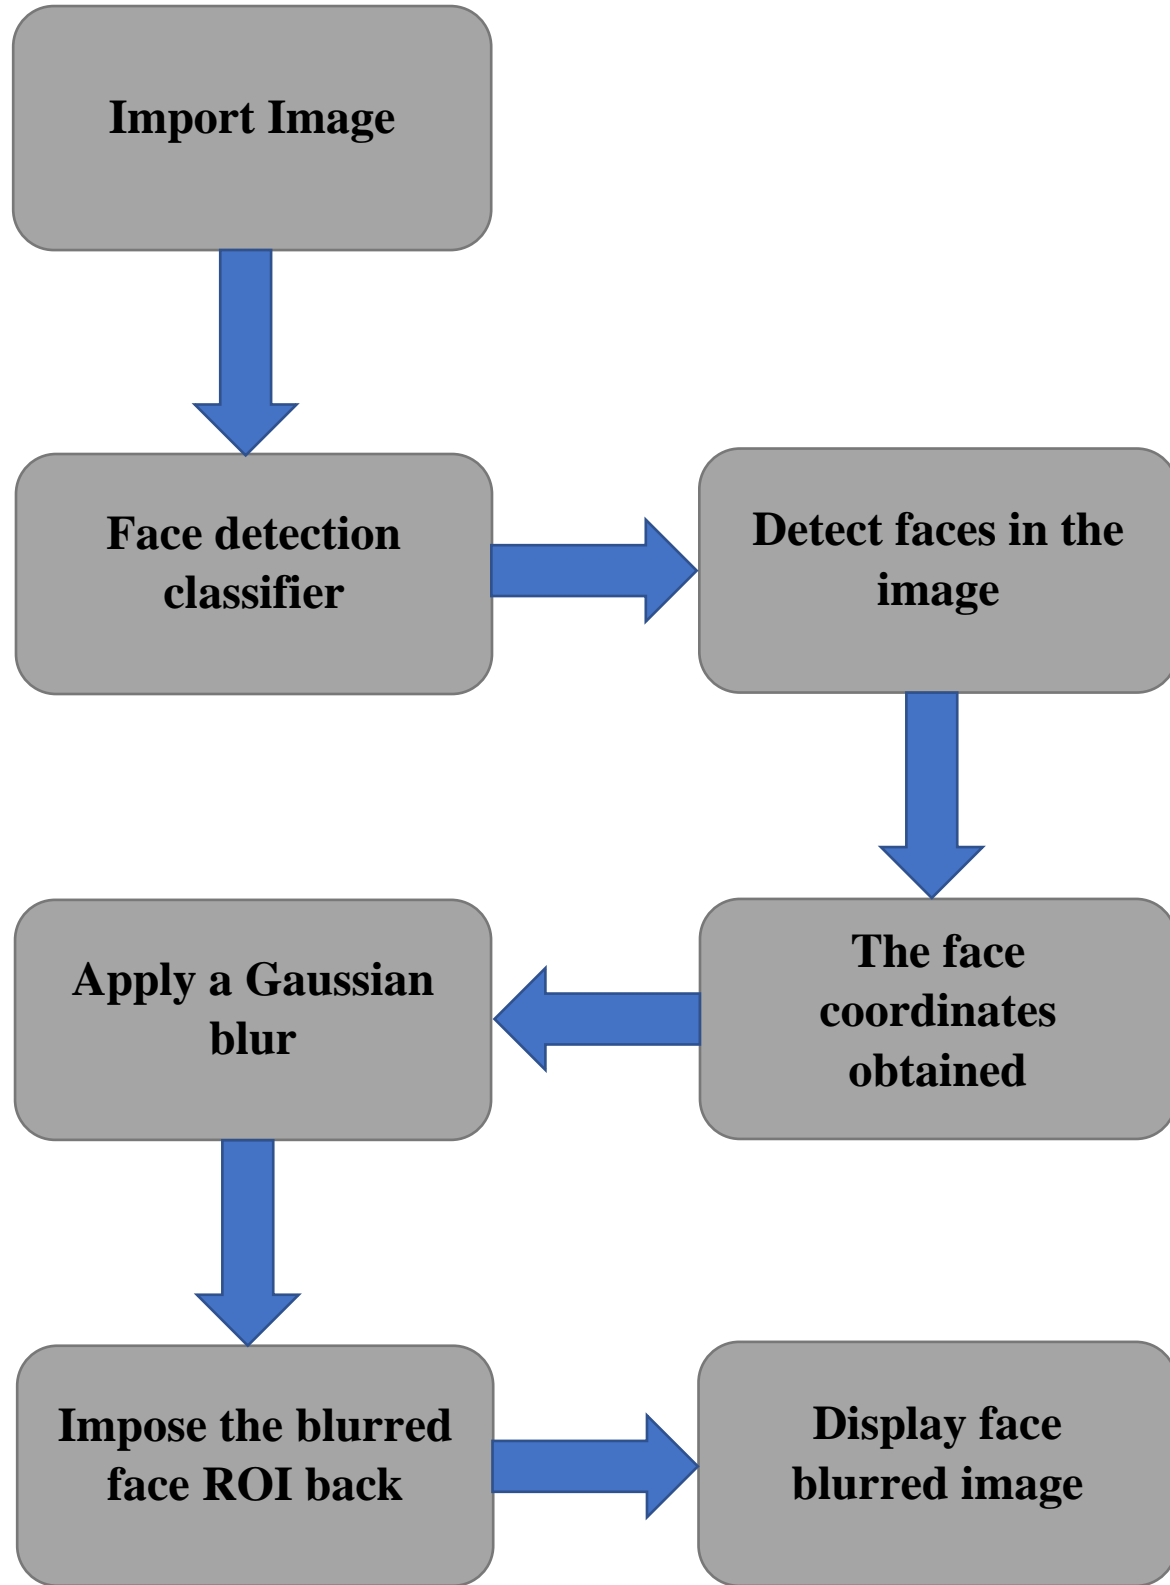 Import Image
Face detection
classifier
Detect faces in the
image
The face
coordinates
obtained
Apply a Gaussian
blur
Impose the blurred
face ROI back
Display face
blurred image